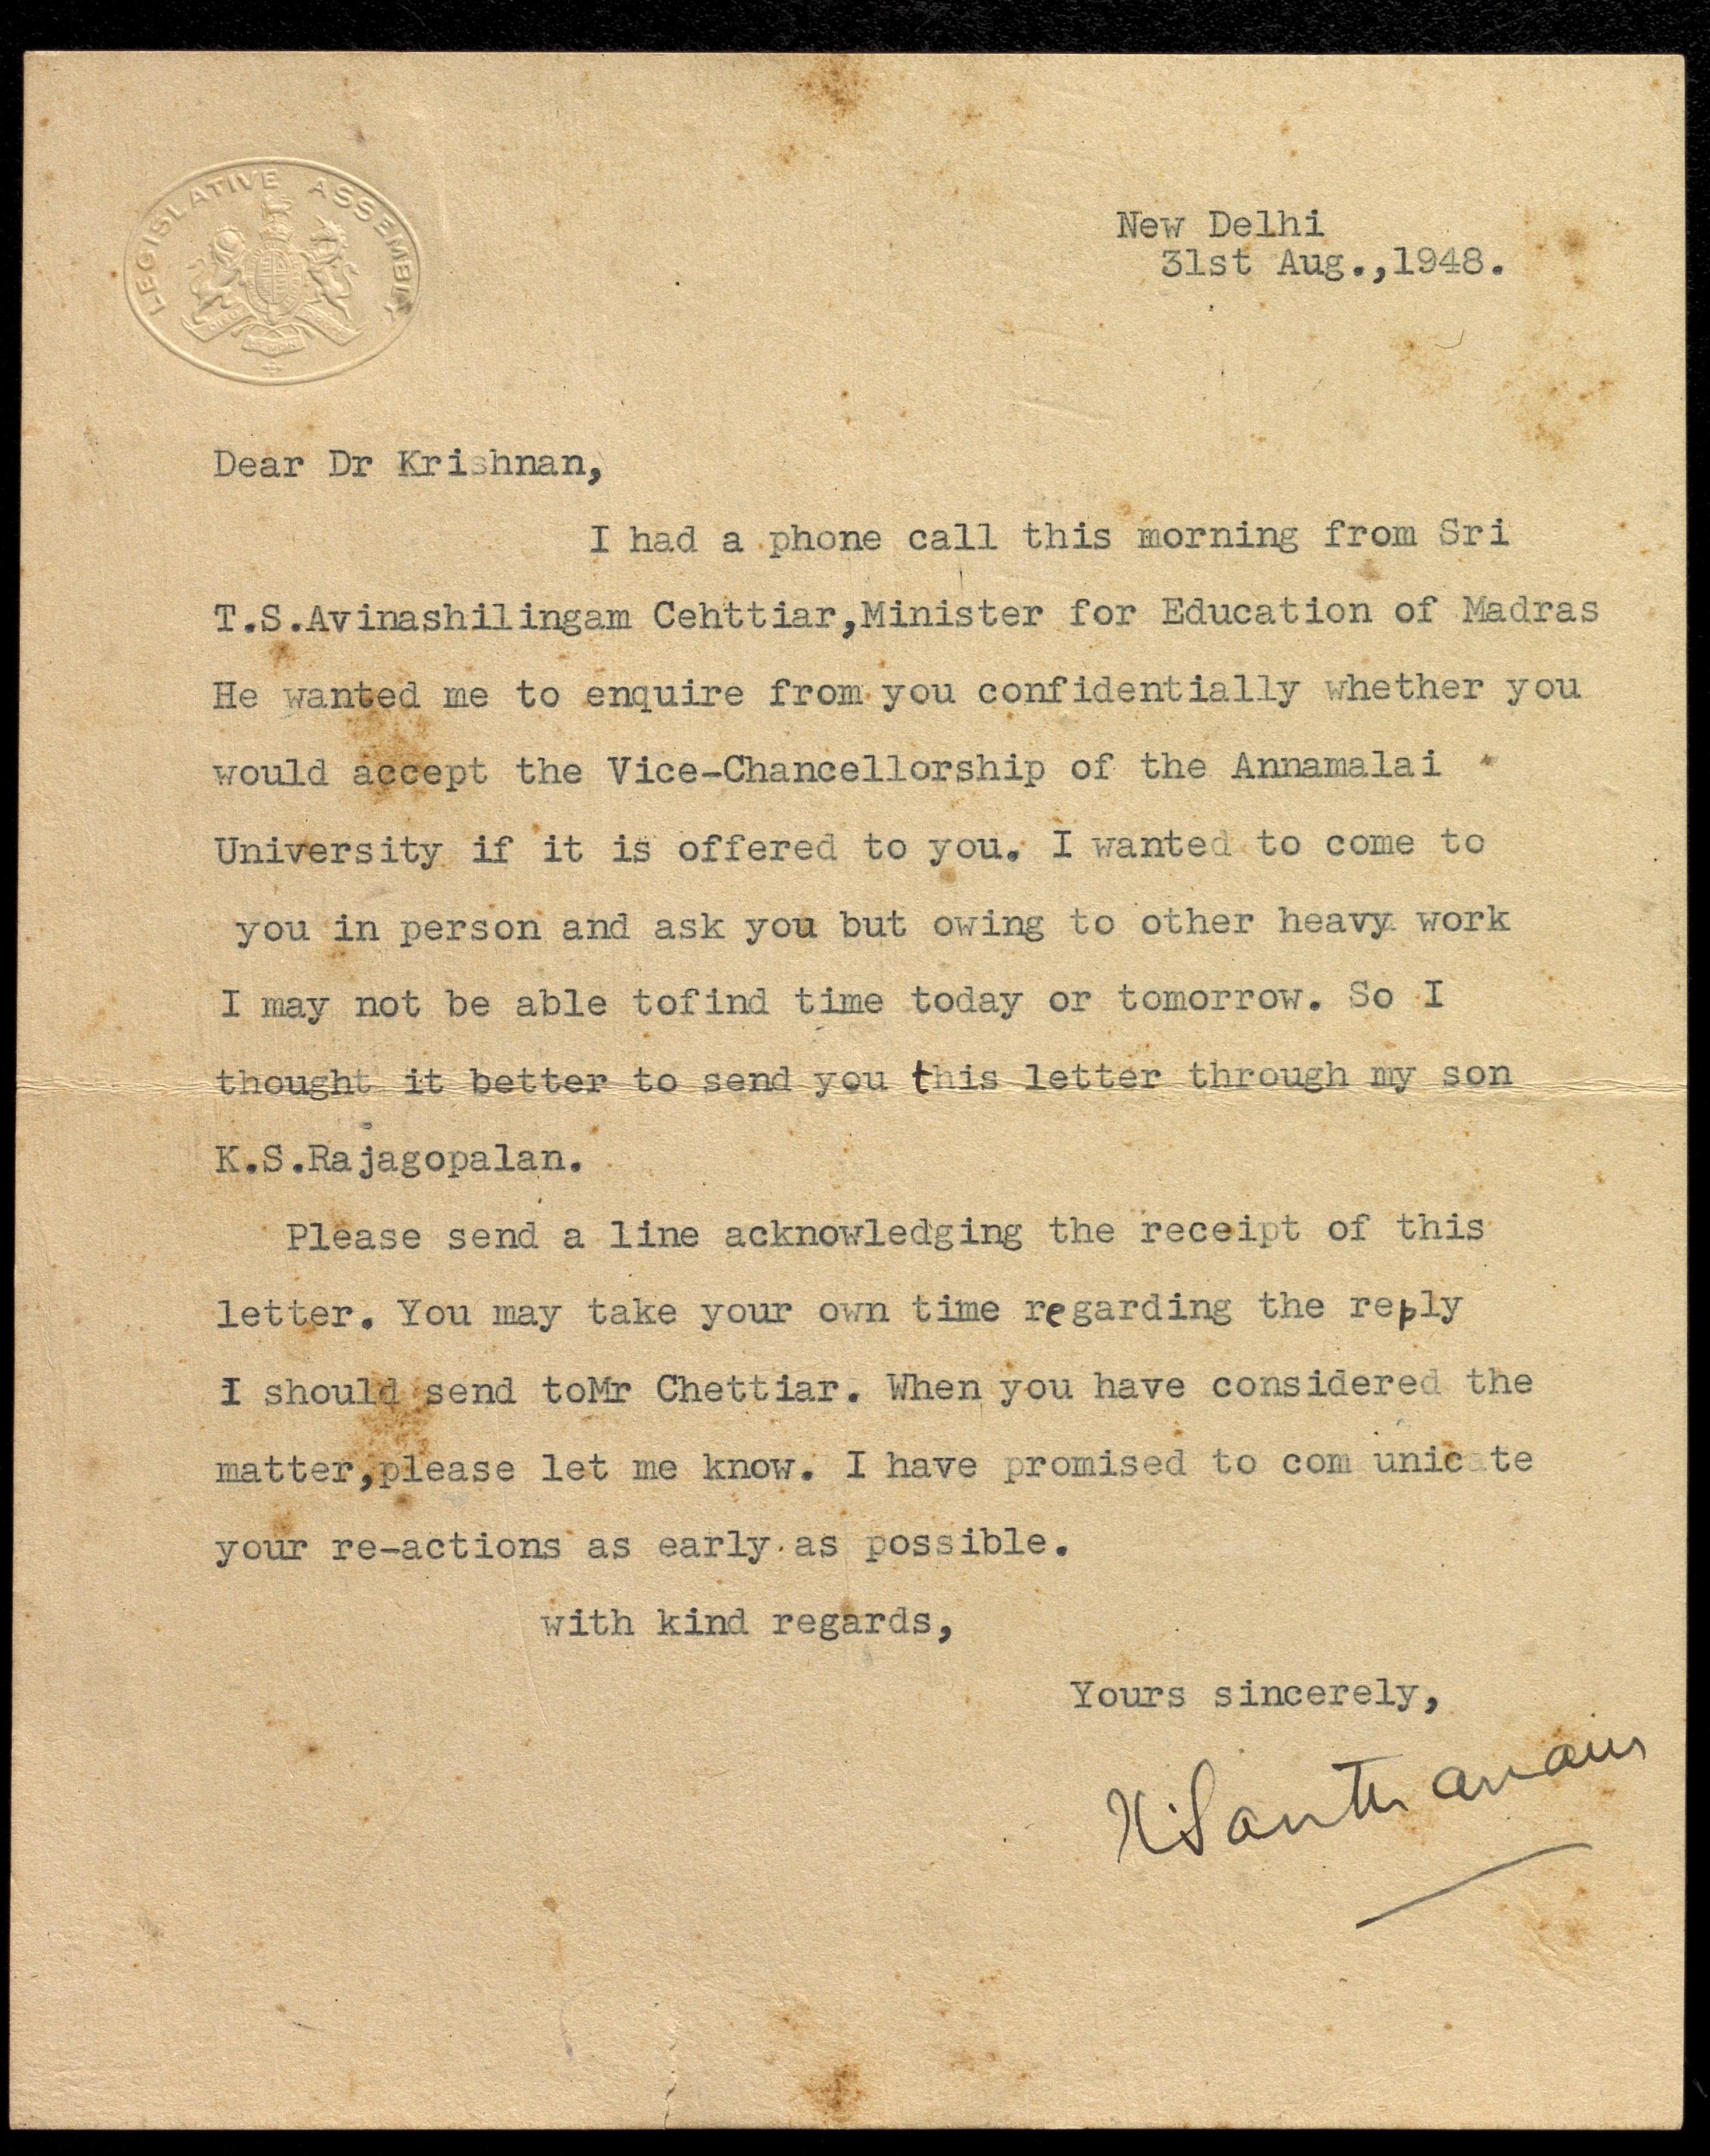 LEGISLATIVE ASSEMBLY
New Delhi
31st Aug.,1948.
Dear Dr Krishnan,
I had a phone call this morning from Sri
T.S.Avinashilingam Cehttiar,Minister for Education of Madras
He wanted me to enquire from you confidentially whether you
would accept the Vice-Chancellorship of the Annamalai
University if it is offered to you. I wanted to come to
you in person and ask you but owing to other heavy work
I may not be able tofind time today or tomorrow. So I
thought it better to send you this letter through my son
K.S.Rajagopalan.
Please send a line acknowledging the receipt of this
letter. You may take your own time regarding the reply
I should send toMr Chettiar. When you have considered the
matter,please let me know. I have promised to com unicate
your re-actions as early as possible.
with kind regards,
Yours sincerely,
K. Santhanam